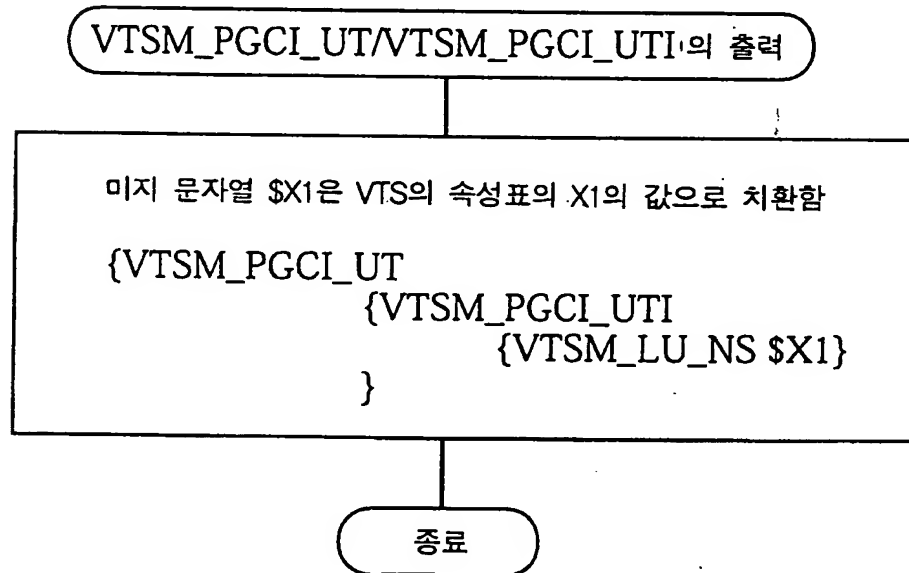 VTSM_PGCI_UT/VTSM_PGCI_UTI의 출력
미지 문자열 $X1은 VTS의 속성표의 X1의 값으로 치환함
{VTSM_PGCI_UT
{VTSM_PGCI_UTI
{VTSM_LU_NS $X1}
}
종료